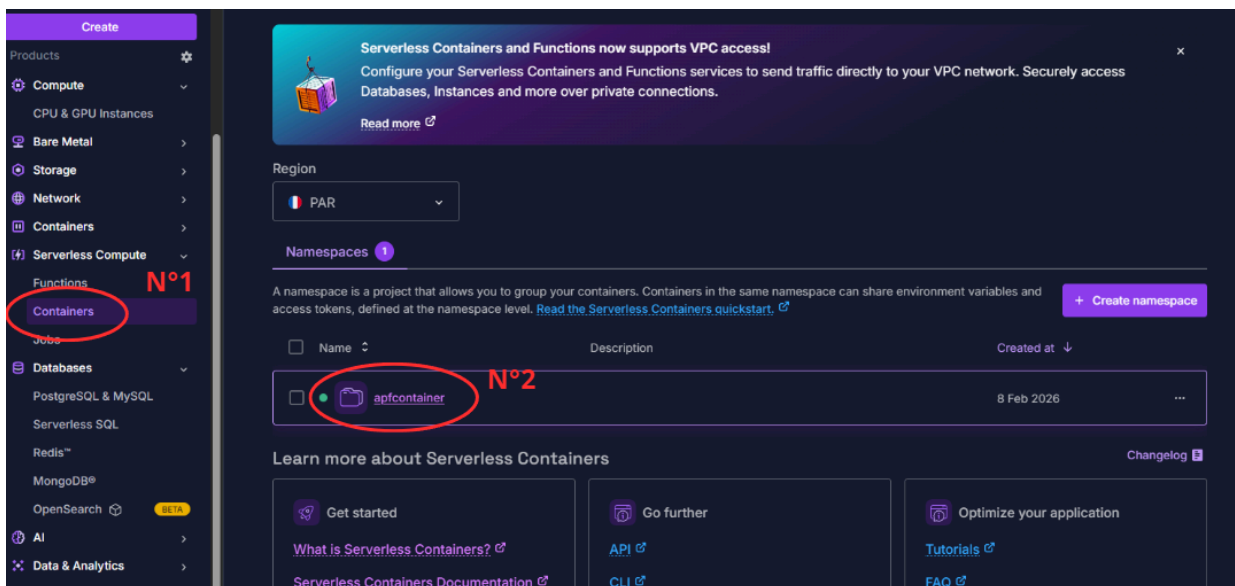 Create
Products
Compute
CPU & GPU Instances
Bare Metal
Storage
Network
Containers
Serverless Compute
Functions
N°1
Containers
Jobs
Databases
PostgreSQL & MySQL
Serverless SQL
Redis™
MongoDB®
OpenSearch BETA
AI
Data & Analytics
Serverless Containers and Functions now supports VPC access!
Configure your Serverless Containers and Functions services to send traffic directly to your VPC network. Securely access
Databases, Instances and more over private connections.
Read more
Region
PAR
Namespaces 1
A namespace is a project that allows you to group your containers. Containers in the same namespace can share environment variables and
access tokens, defined at the namespace level. Read the Serverless Containers quickstart.
+ Create namespace
Name Description Created at
N°2
apfcontainer 8 Feb 2026
Learn more about Serverless Containers
Changelog
Get started
What is Serverless Containers?
Serverless Containers Documentation
Go further
API
CLI
Optimize your application
Tutorials
FAQ